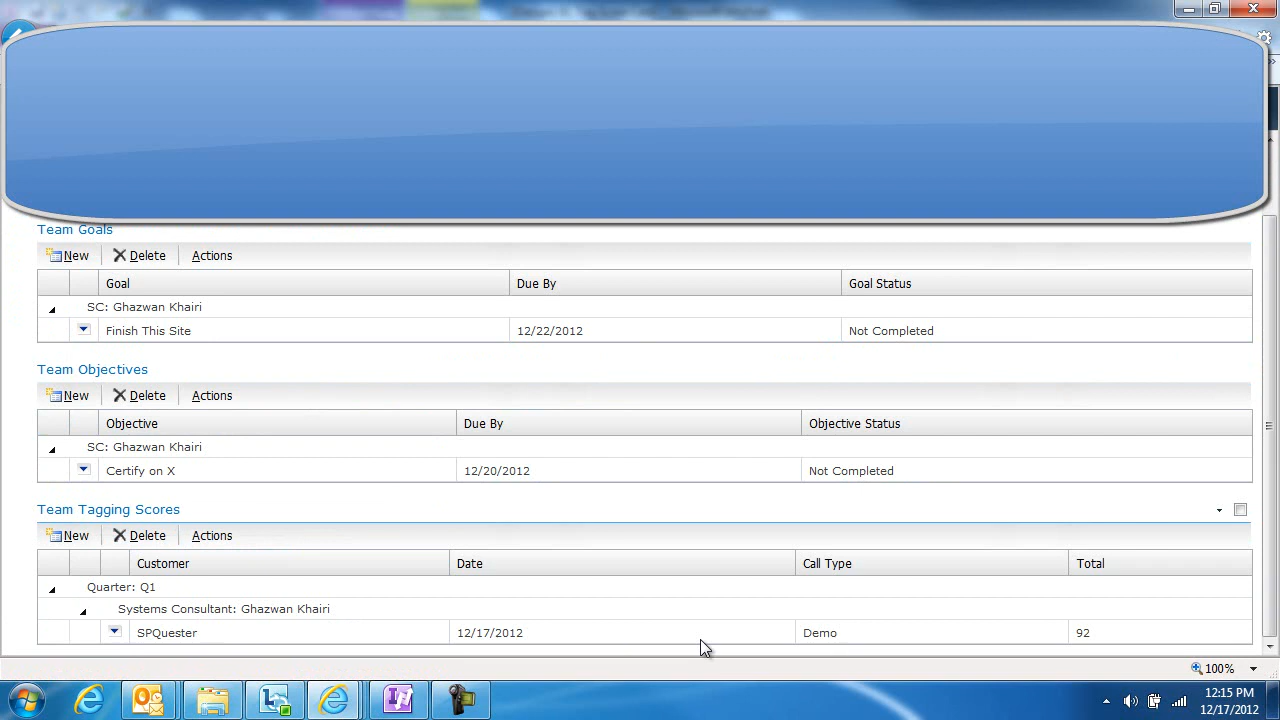 Team Goals
New Delete Actions
Goal Due By Goal Status
SC: Ghazwan Khairi
Finish This Site 12/22/2012 Not Completed
Team Objectives
New Delete Actions
Objective Due By Objective Status
SC: Ghazwan Khairi
Certify on X 12/20/2012 Not Completed
Team Tagging Scores
New Delete Actions
Customer Date Call Type Total
Quarter: Q1
Systems Consultant: Ghazwan Khairi
SPQuester 12/17/2012 Demo 92
100%
12:15 PM
12/17/2012